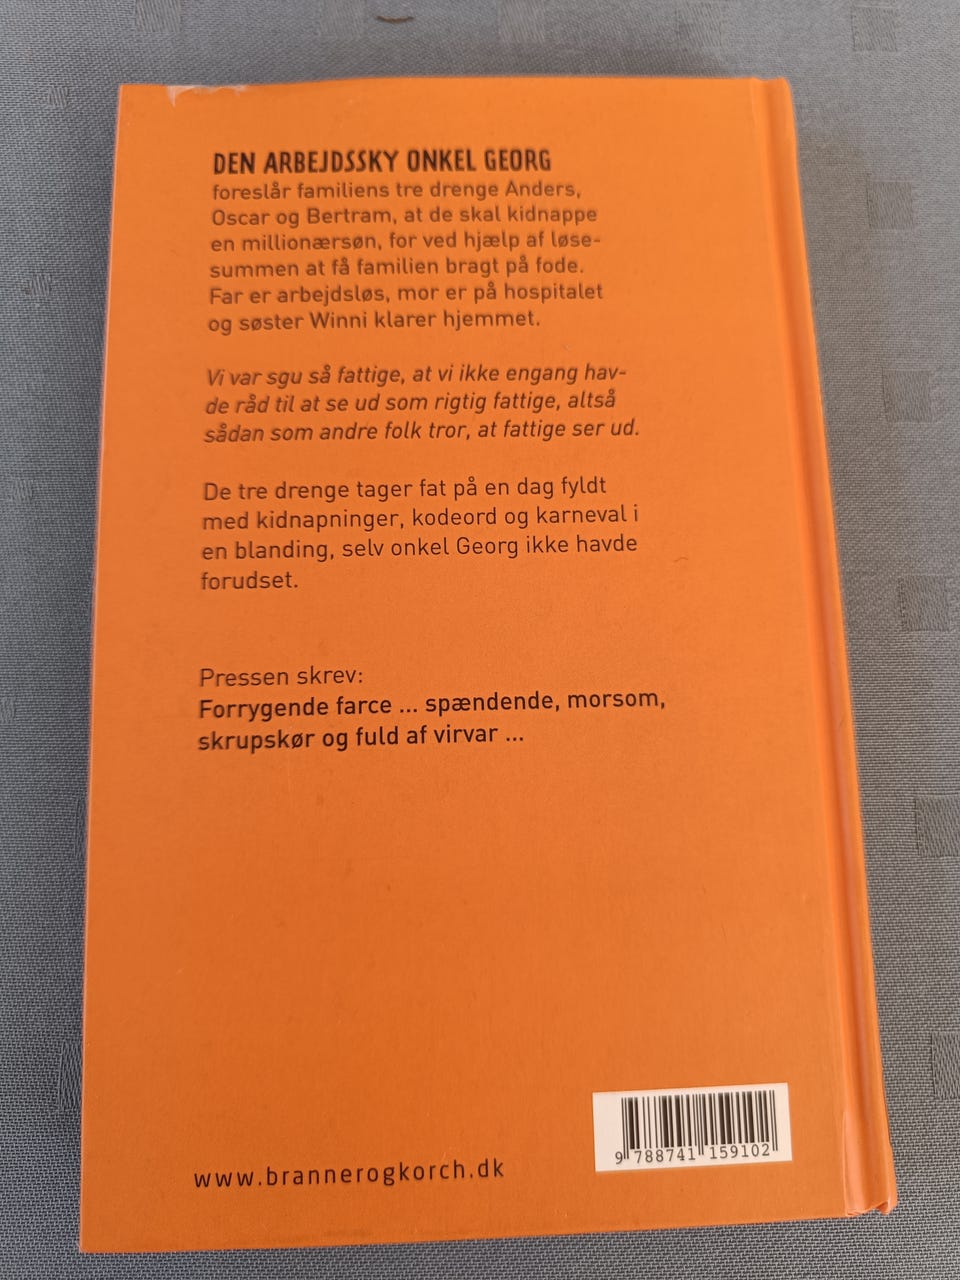 DEN ARBEJDSSKY ONKEL GEORG
foreslår familiens tre drenge Anders,
Oscar og Bertram, at de skal kidnappe
en millionærsøn, for ved hjælp af løse-
summen at få familien bragt på fode.
Far er arbejdsløs, mor er på hospitalet
og søster Winni klarer hjemmet.
Vi var sgu så fattige, at vi ikke engang hav-
de råd til at se ud som rigtig fattige, altså
sådan som andre folk tror, at fattige ser ud.
De tre drenge tager fat på en dag fyldt
med kidnapninger, kodeord og karneval i
en blanding, selv onkel Georg ikke havde
forudset.
Pressen skrev:
Forrygende farce ... spændende, morsom,
skrupskør og fuld af virvar ...
www.brannerogkorch.dk
9 788741 159102